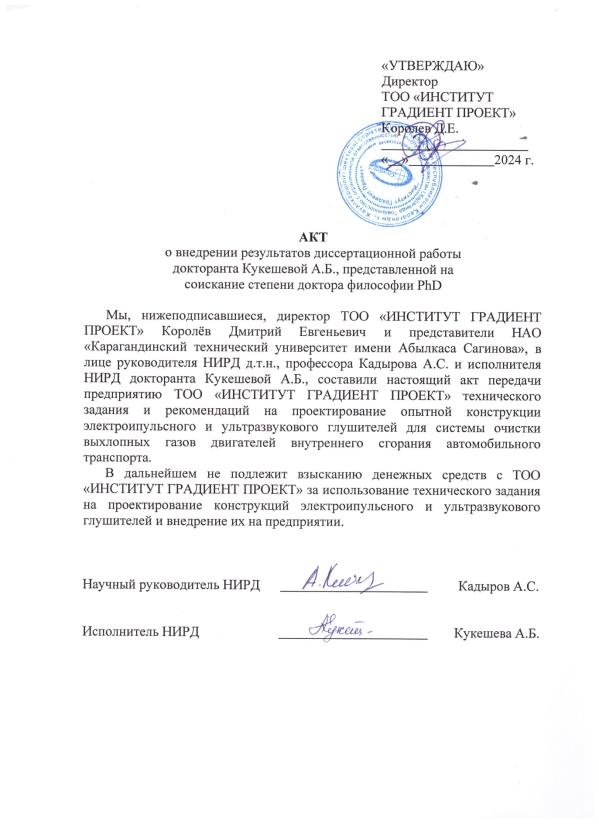 «УТВЕРЖДАЮ»
Директор
ТОО «ИНСТИТУТ
ГРАДИЕНТ ПРОЕКТ»
Королев Д.Е.
«___»______________2024 г.
АКТ
о внедрении результатов диссертационной работы
докторанта Кукешевой А.Б., представленной на
соискание степени доктора философии PhD
Мы, нижеподписавшиеся, директор ТОО «ИНСТИТУТ ГРАДИЕНТ
ПРОЕКТ» Королёв Дмитрий Евгеньевич и представители НАО
«Карагандинский технический университет имени Абылкаса Сагинова», в
лице руководителя НИРД д.т.н., профессора Кадырова А.С. и исполнителя
НИРД докторанта Кукешевой А.Б., составили настоящий акт передачи
предприятию ТОО «ИНСТИТУТ ГРАДИЕНТ ПРОЕКТ» технического
задания и рекомендаций на проектирование опытной конструкции
электроипульсного и ультразвукового глушителей для системы очистки
выхлопных газов двигателей внутреннего сгорания автомобильного
транспорта.
В дальнейшем не подлежит взысканию денежных средств с ТОО
«ИНСТИТУТ ГРАДИЕНТ ПРОЕКТ» за использование технического задания
на проектирование конструкций электроипульсного и ультразвукового
глушителей и внедрение их на предприятии.
Научный руководитель НИРД Кадыров А.С.
Исполнитель НИРД Кукешева А.Б.